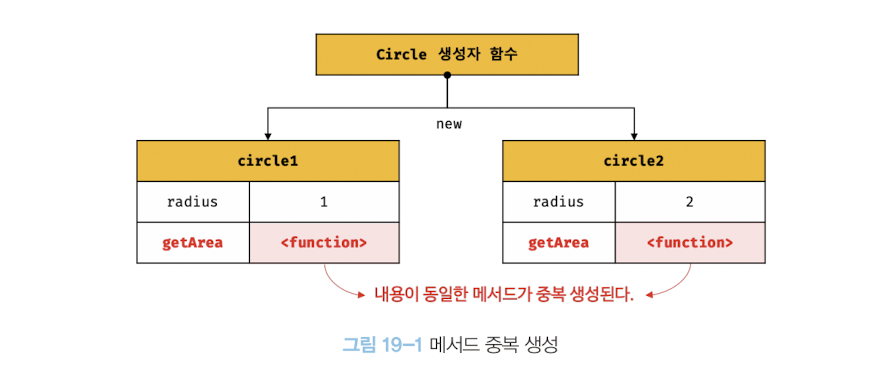 Circle 생성자 함수
new
circle1
radius 1
getArea <function>
circle2
radius 2
getArea <function>
내용이 동일한 메서드가 중복 생성된다.
그림 19-1 메서드 중복 생성